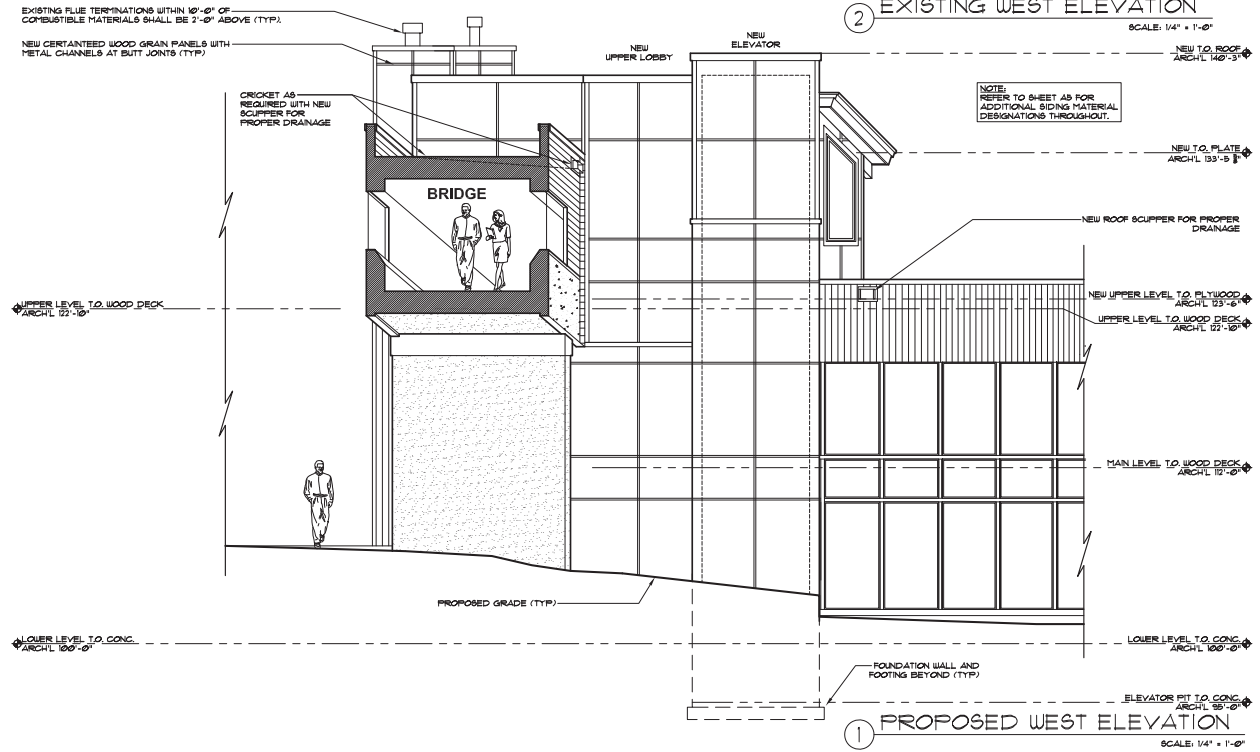 EXISTING FLUE TERMINATIONS WITHIN 10'-0" OF
COMBUSTIBLE MATERIALS SHALL BE 2'-0" ABOVE (TYP).
2 EXISTING WEST ELEVATION
SCALE: 1/4" = 1'-0"
NEW CERTAINTEED WOOD GRAIN PANELS WITH
METAL CHANNELS AT BUTT JOINTS (TYP)
NEW
UPPER LOBBY
NEW
ELEVATOR
NEW T.O. ROOF
ARCH'L 140'-3"
CRICKET AS
REQUIRED WITH NEW
SCUPPER FOR
PROPER DRAINAGE
NOTE:
REFER TO SHEET A5 FOR
ADDITIONAL SIDING MATERIAL
DESIGNATIONS THROUGHOUT.
NEW T.O. PLATE
ARCH'L 133'-5
BRIDGE
NEW ROOF SCUPPER FOR PROPER
DRAINAGE
UPPER LEVEL T.O. WOOD DECK
ARCH'L 122'-10"
NEW UPPER LEVEL T.O. PLYWOOD
ARCH'L 123'-6"
UPPER LEVEL T.O. WOOD DECK
ARCH'L 122'-10"
MAIN LEVEL T.O. WOOD DECK
ARCH'L 112'-0"
PROPOSED GRADE (TYP)
LOWER LEVEL T.O. CONC.
ARCH'L 100'-0"
LOWER LEVEL T.O. CONC.
ARCH'L 100'-0"
FOUNDATION WALL AND
FOOTING BEYOND (TYP)
ELEVATOR PIT T.O. CONC.
ARCH'L 95'-0"
1 PROPOSED WEST ELEVATION
SCALE: 1/4" = 1'-0"